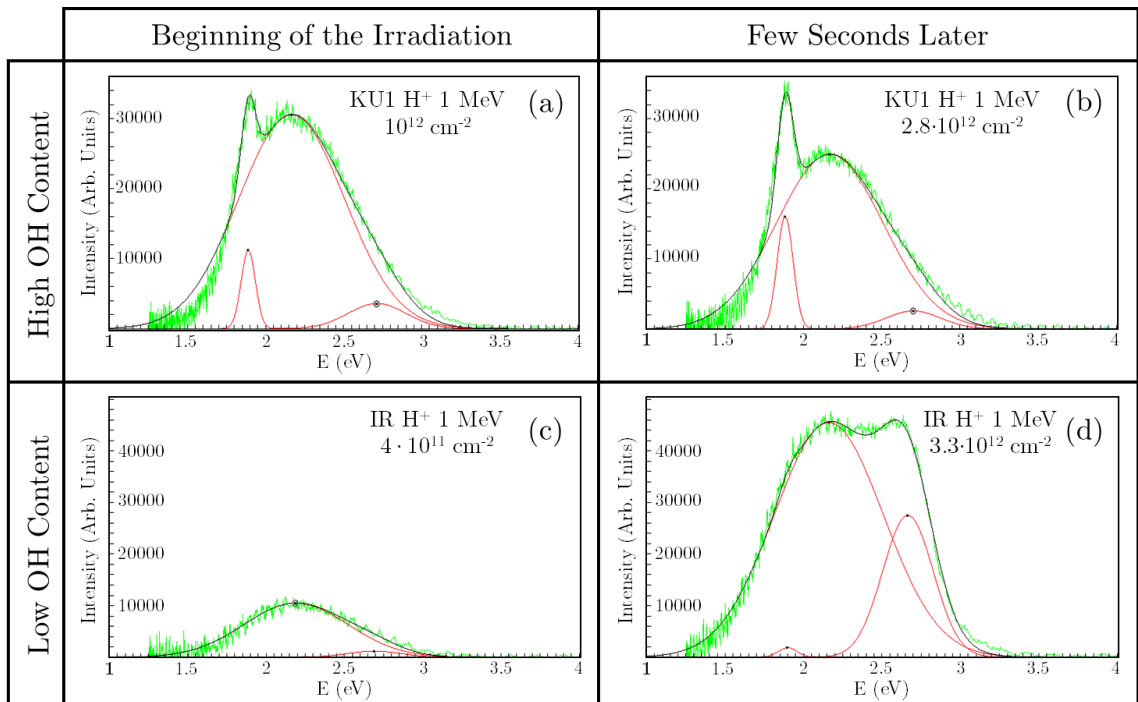 Beginning of the Irradiation
Few Seconds Later
High OH Content
KU1 H⁺ 1 MeV (a)
10¹² cm⁻²
Intensity (Arb. Units)
30000
20000
10000
1 1.5 2 2.5 3 3.5 4
E (eV)
KU1 H⁺ 1 MeV (b)
2.8·10¹² cm⁻²
Intensity (Arb. Units)
30000
20000
10000
1 1.5 2 2.5 3 3.5 4
E (eV)
Low OH Content
IR H⁺ 1 MeV (c)
4 · 10¹¹ cm⁻²
Intensity (Arb. Units)
40000
30000
20000
10000
1 1.5 2 2.5 3 3.5 4
E (eV)
IR H⁺ 1 MeV (d)
3.3·10¹² cm⁻²
Intensity (Arb. Units)
40000
30000
20000
10000
1 1.5 2 2.5 3 3.5 4
E (eV)